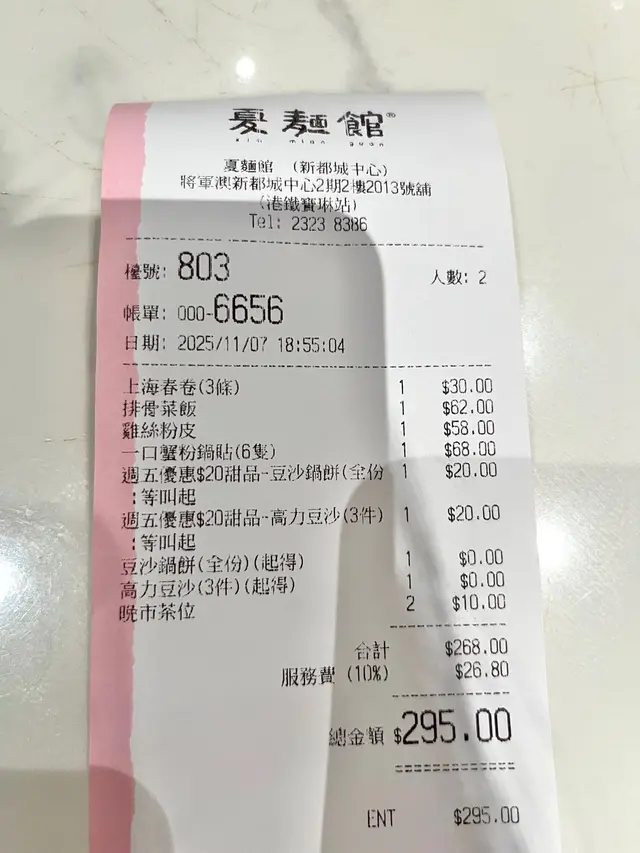 夏麵館®
xia mian guan
夏麵館 (新都城中心)
將軍澳新都城中心2期2樓2013號舖
(港鐵寶琳站)
Tel: 2323 8386
檯號: 803 人數: 2
帳單: 000-6656
日期: 2025/11/07 18:55:04
上海春卷(3條) 1 $30.00
排骨菜飯 1 $62.00
雞絲粉皮 1 $58.00
一口蟹粉鍋貼(6隻) 1 $68.00
週五優惠$20甜品-豆沙鍋餅(全份 1 $20.00
:等叫起
週五優惠$20甜品-高力豆沙(3件) 1 $20.00
:等叫起
豆沙鍋餅(全份)(起得) 1 $0.00
高力豆沙(3件)(起得) 1 $0.00
晚市茶位 2 $10.00
合計 $268.00
服務費 (10%) $26.80
總金額 $295.00
ENT $295.00